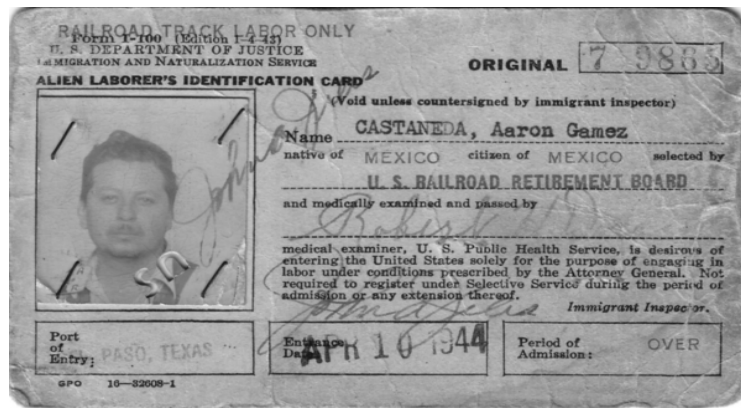 RAILROAD TRACK LABOR ONLY
Form I-100 (Edition 1-4-43)
U. S. DEPARTMENT OF JUSTICE
IMMIGRATION AND NATURALIZATION SERVICE
ALIEN LABORER'S IDENTIFICATION CARD
ORIGINAL
(Void unless countersigned by immigrant inspector)
Name CASTANEDA, Aaron Gamez
native of MEXICO citizen of MEXICO selected by
U. S. RAILROAD RETIREMENT BOARD
and medically examined and passed by
Robert
medical examiner, U. S. Public Health Service, is desirous of
entering the United States solely for the purpose of engaging in
labor under conditions prescribed by the Attorney General. Not
required to register under Selective Service during the period of
admission or any extension thereof.
Immigrant Inspector.
Port of Entry: PASO, TEXAS
Entrance Date APR 10 1944
Period of Admission: OVER
GPO 16—32608-1